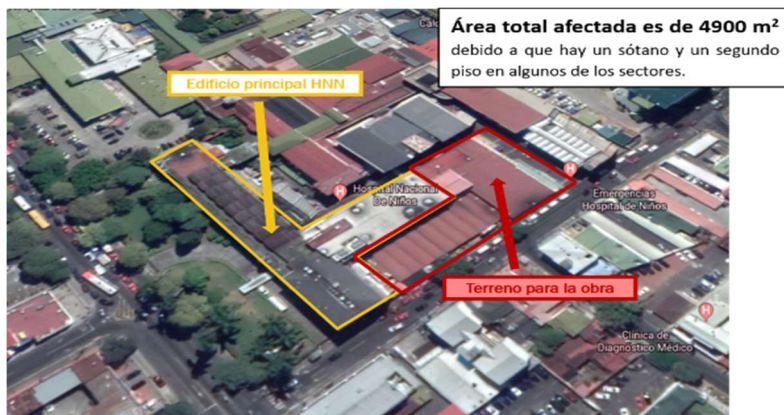 Área total afectada es de 4900 m²
debido a que hay un sótano y un segundo
piso en algunos de los sectores.
Edificio principal HNN
Hospital Nacional
De Niños
Emergencias
Hospital de Niños
Terreno para la obra
Clínica de
Diagnóstico Médico